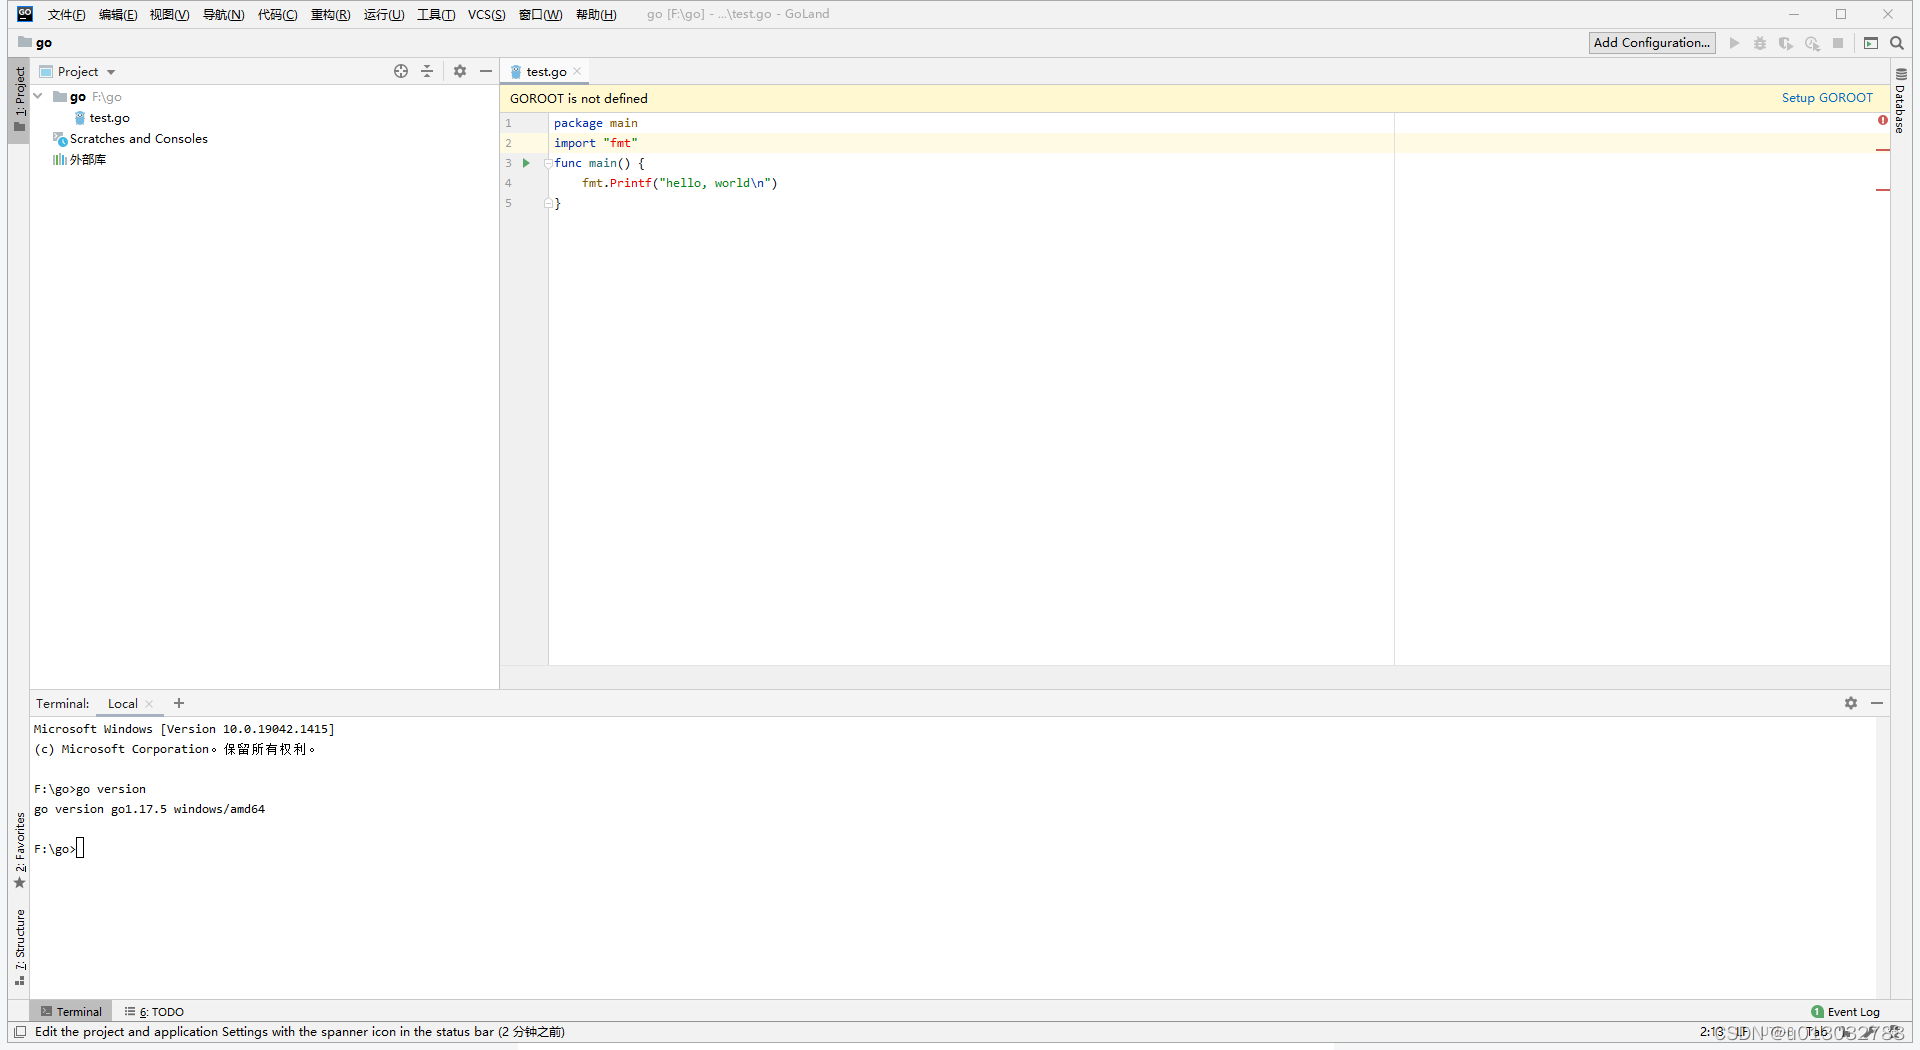 GO 文件(F) 编辑(E) 视图(V) 导航(N) 代码(C) 重构(R) 运行(U) 工具(T) VCS(S) 窗口(W) 帮助(H) go [F:\go] - ...\test.go - GoLand
go
Add Configuration...
1: Project
Project
test.go
go F:\go
test.go
Scratches and Consoles
外部库
GOROOT is not defined
Setup GOROOT
Database
1 package main
2 import "fmt"
3 func main() {
4 fmt.Printf("hello, world\n")
5 }
Terminal: Local
Microsoft Windows [Version 10.0.19042.1415]
(c) Microsoft Corporation。保留所有权利。
F:\go>go version
go version go1.17.5 windows/amd64
F:\go>
2: Favorites
7: Structure
Terminal
6: TODO
1 Event Log
Edit the project and application Settings with the spanner icon in the status bar (2 分钟之前)
2:13 LF Tab
CSDN @u013032788